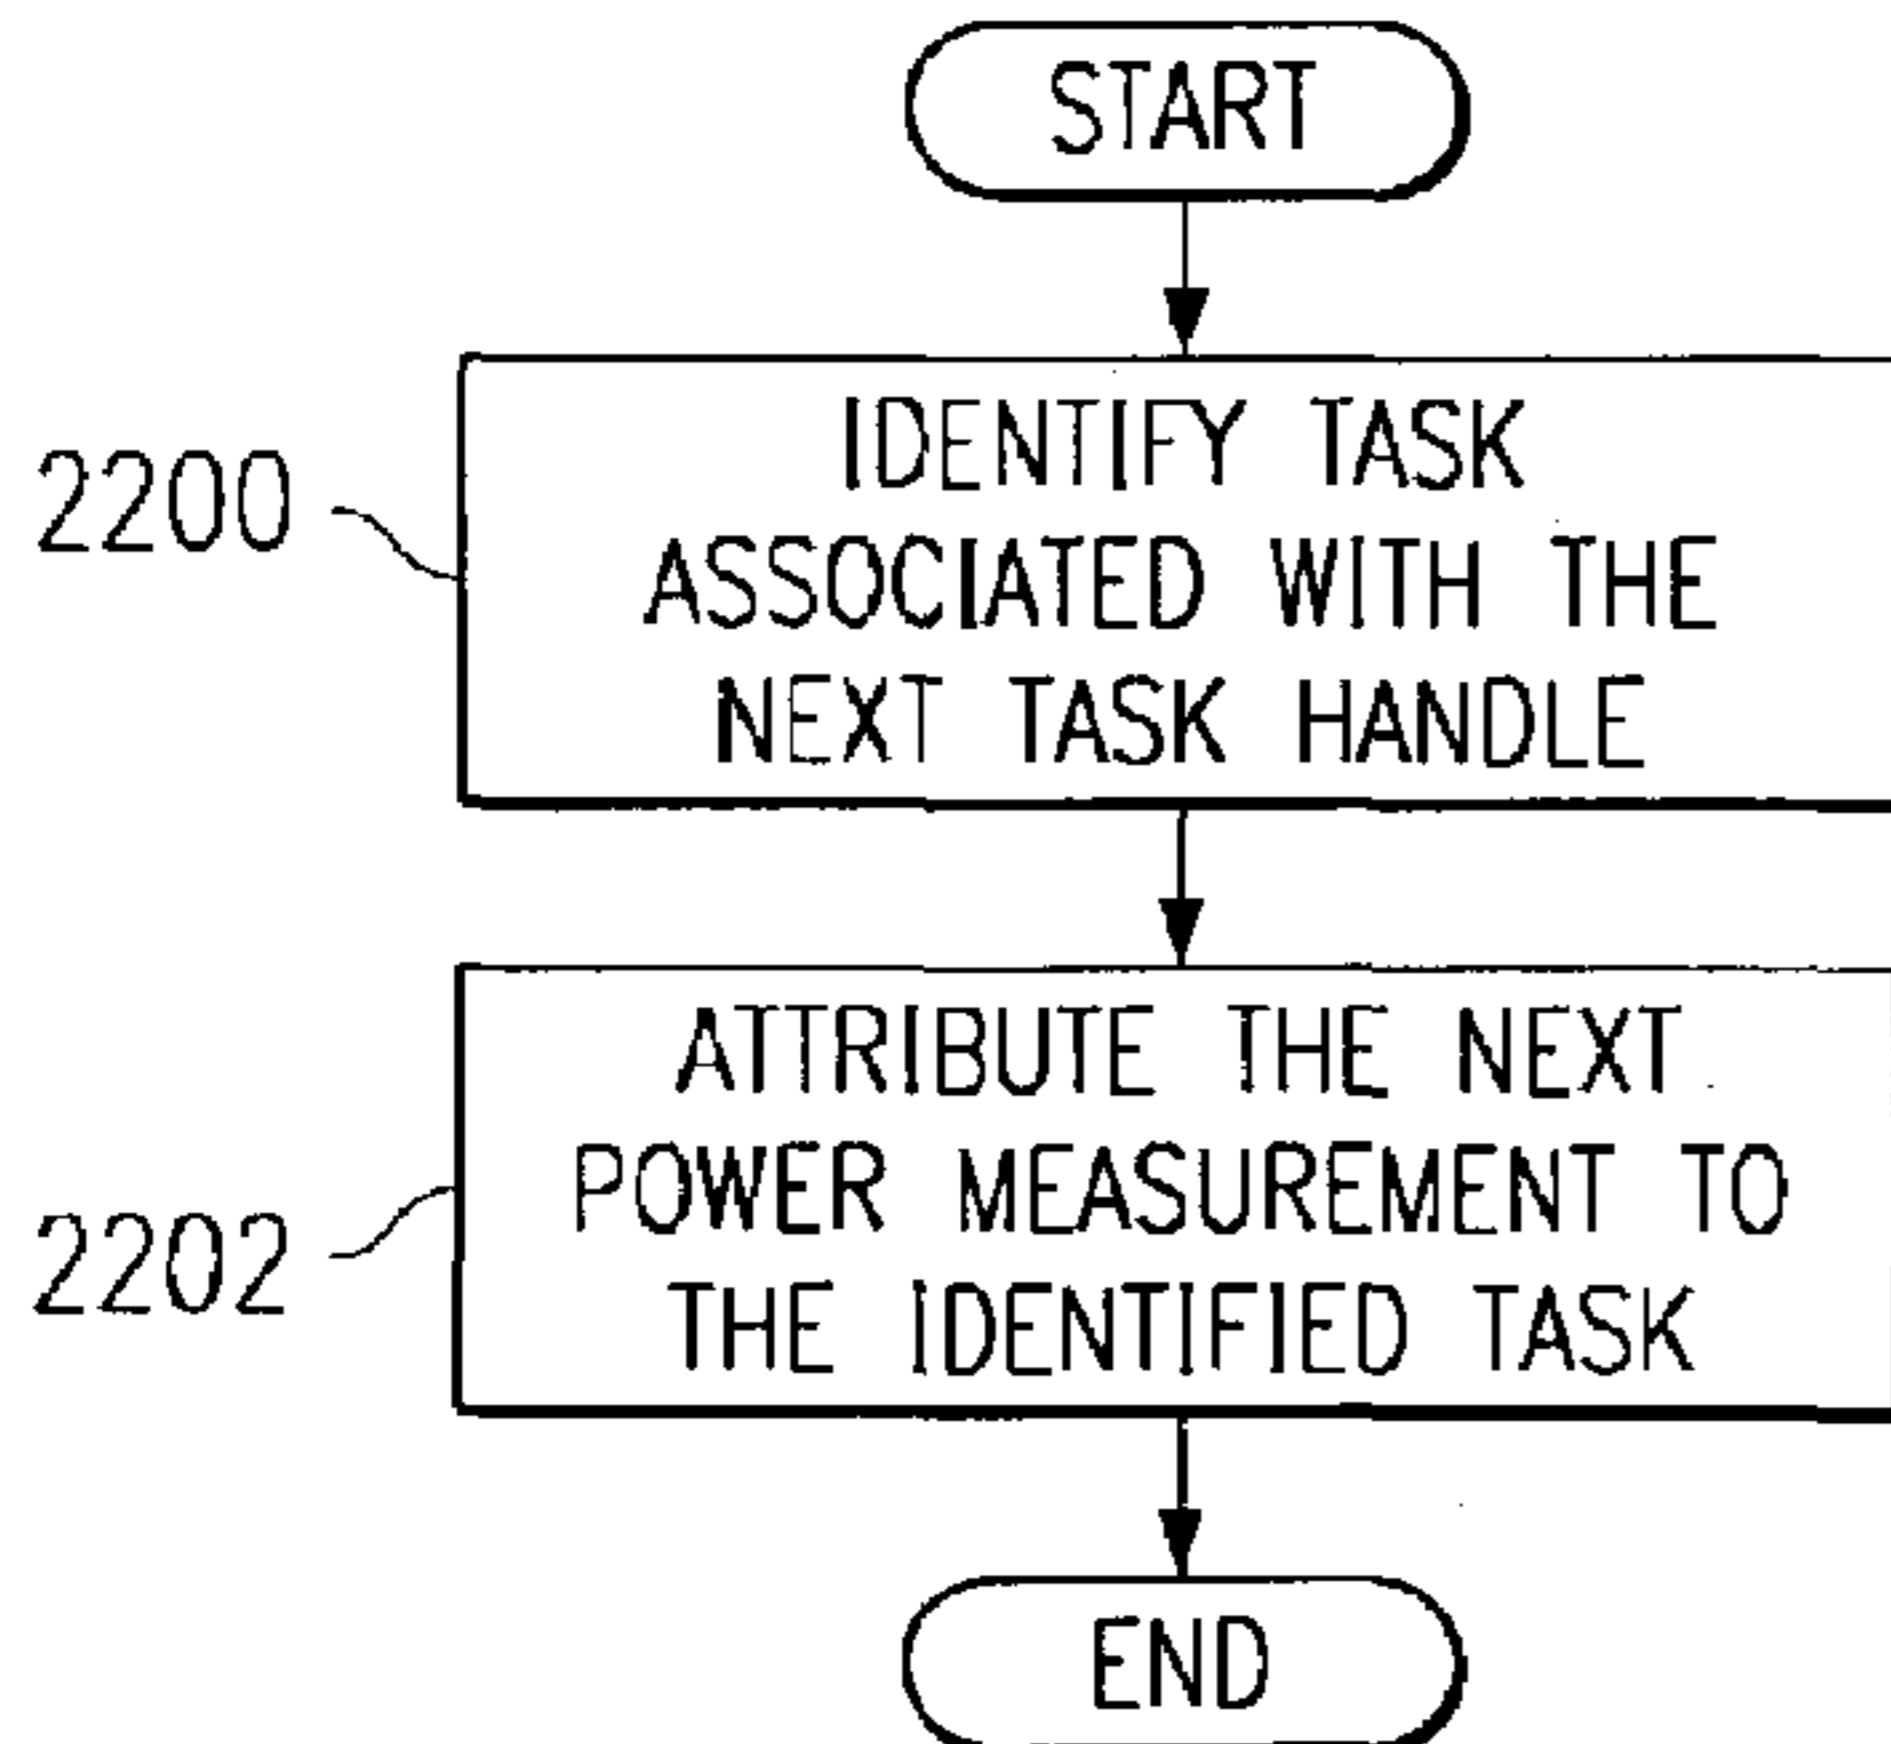 START
2200
IDENTIFY TASK
ASSOCIATED WITH THE
NEXT TASK HANDLE
2202
ATTRIBUTE THE NEXT
POWER MEASUREMENT TO
THE IDENTIFIED TASK
END